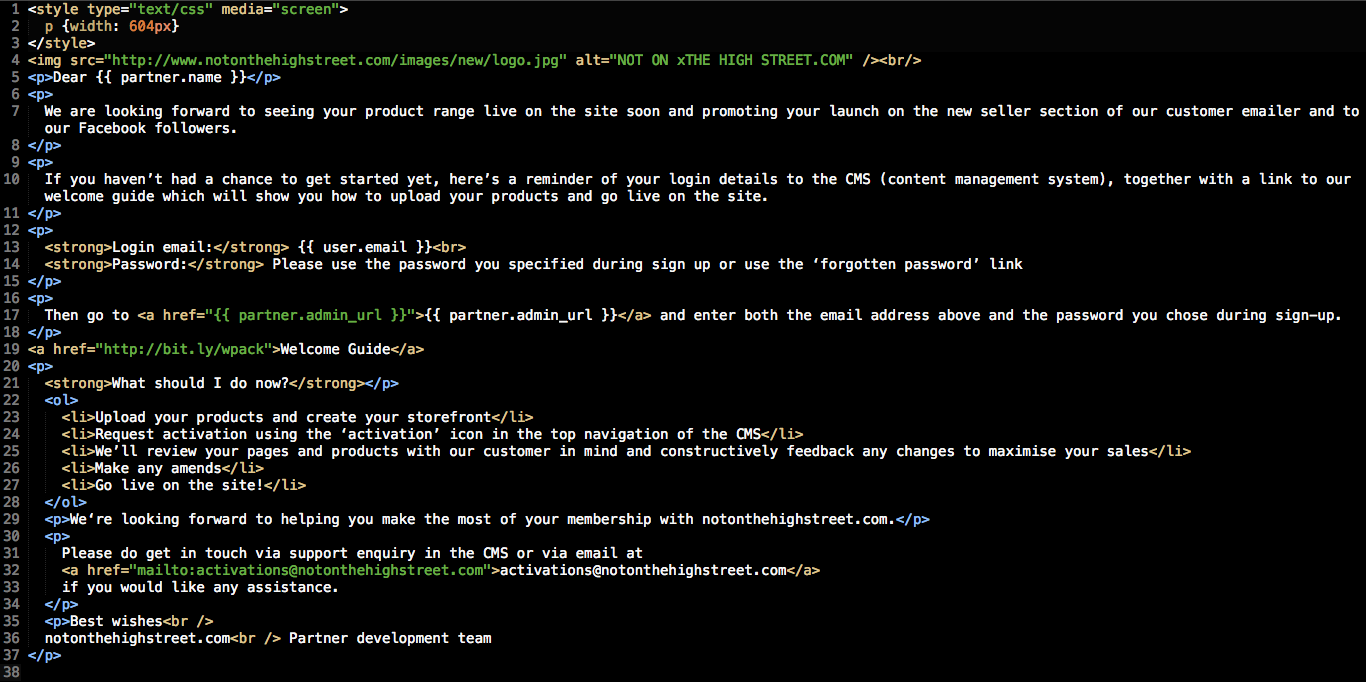 1 <style type="text/css" media="screen">
2 p {width: 604px}
3 </style>
4 <img src="http://www.notonthehighstreet.com/images/new/logo.jpg" alt="NOT ON xTHE HIGH STREET.COM" /><br/>
5 <p>Dear {{ partner.name }}</p>
6 <p>
7 We are looking forward to seeing your product range live on the site soon and promoting your launch on the new seller section of our customer emailer and to
our Facebook followers.
8 </p>
9 <p>
10 If you haven’t had a chance to get started yet, here’s a reminder of your login details to the CMS (content management system), together with a link to our
welcome guide which will show you how to upload your products and go live on the site.
11 </p>
12 <p>
13 <strong>Login email:</strong> {{ user.email }}<br>
14 <strong>Password:</strong> Please use the password you specified during sign up or use the ‘forgotten password’ link
15 </p>
16 <p>
17 Then go to <a href="{{ partner.admin_url }}">{{ partner.admin_url }}</a> and enter both the email address above and the password you chose during sign–up.
18 </p>
19 <a href="http://bit.ly/wpack">Welcome Guide</a>
20 <p>
21 <strong>What should I do now?</strong></p>
22 <ol>
23 <li>Upload your products and create your storefront</li>
24 <li>Request activation using the ‘activation’ icon in the top navigation of the CMS</li>
25 <li>We’ll review your pages and products with our customer in mind and constructively feedback any changes to maximise your sales</li>
26 <li>Make any amends</li>
27 <li>Go live on the site!</li>
28 </ol>
29 <p>We‘re looking forward to helping you make the most of your membership with notonthehighstreet.com.</p>
30 <p>
31 Please do get in touch via support enquiry in the CMS or via email at
32 <a href="mailto:activations@notonthehighstreet.com">activations@notonthehighstreet.com</a>
33 if you would like any assistance.
34 </p>
35 <p>Best wishes<br />
36 notonthehighstreet.com<br /> Partner development team
37 </p>
38